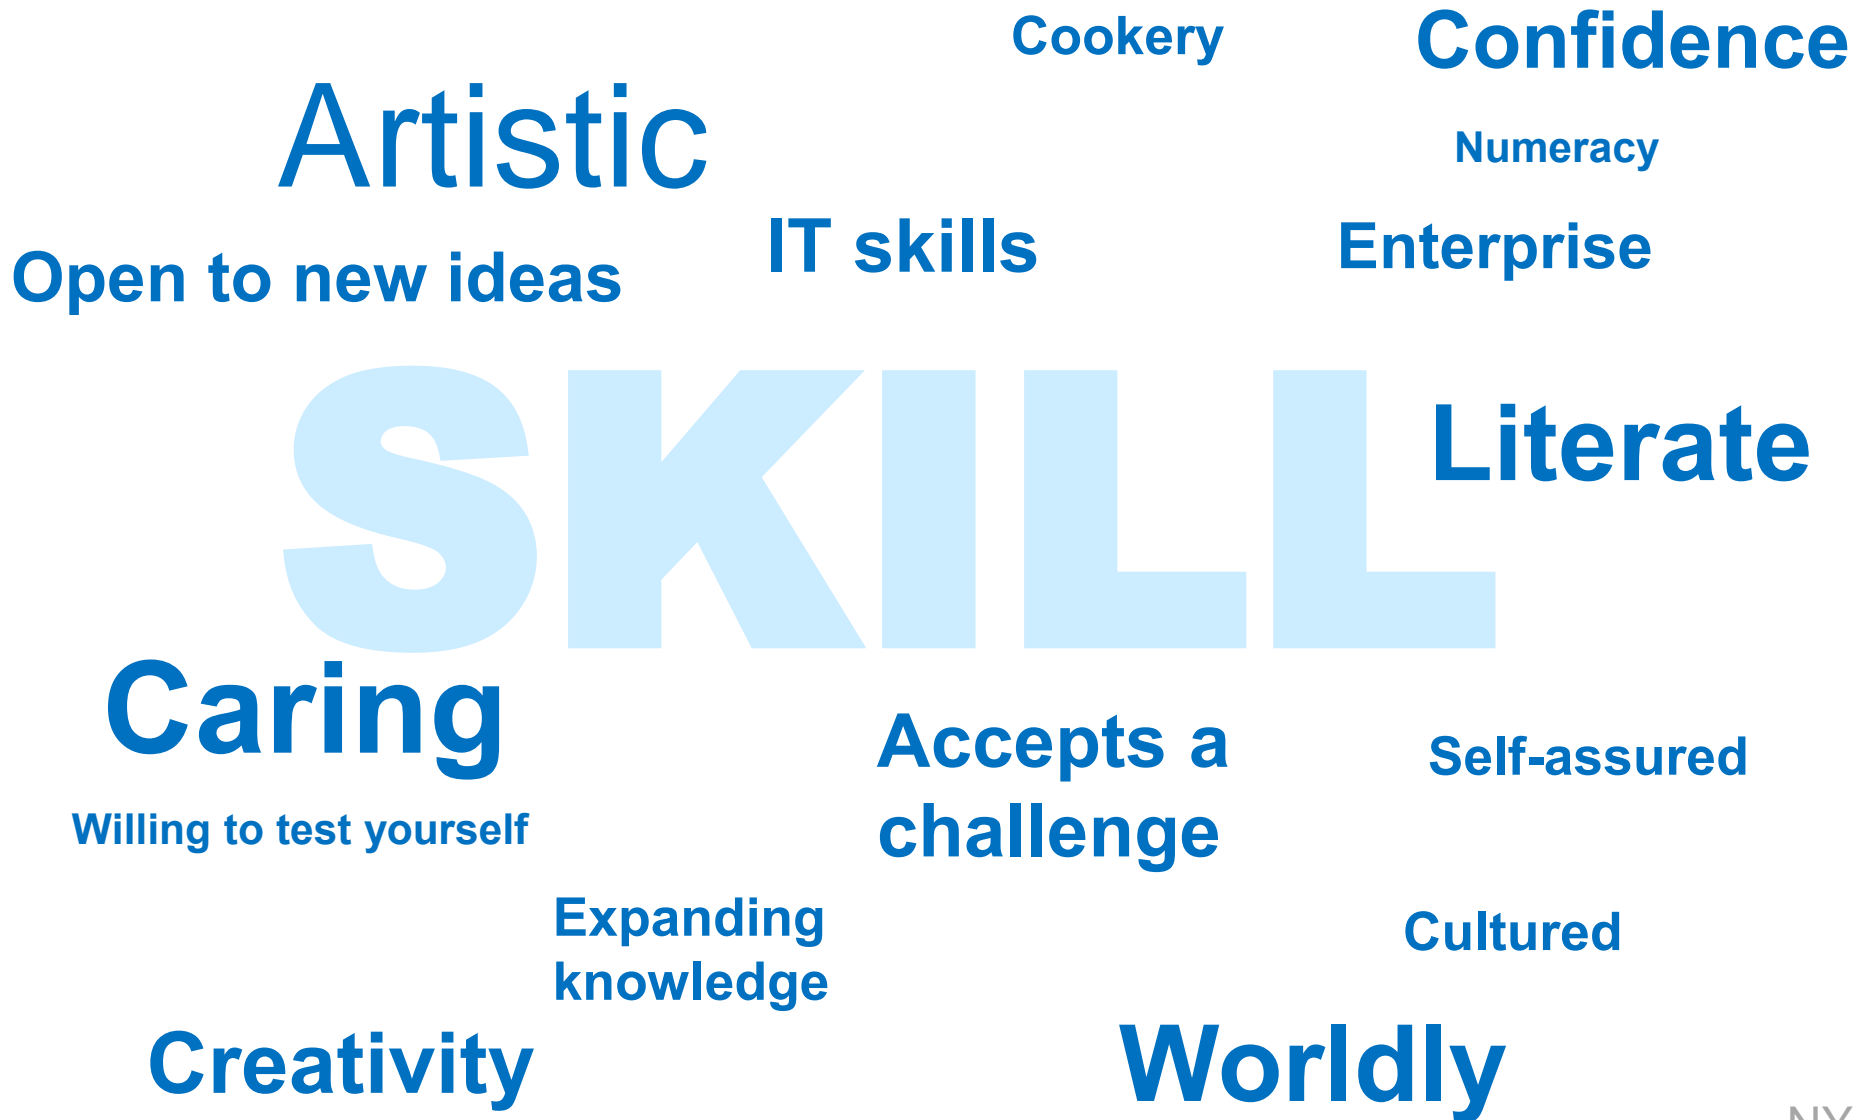 Cookery
Confidence
Artistic
Numeracy
IT skills
Enterprise
Open to new ideas
SKILL
Literate
Caring
Accepts a
challenge
Self-assured
Willing to test yourself
Expanding
knowledge
Cultured
Creativity
Worldly